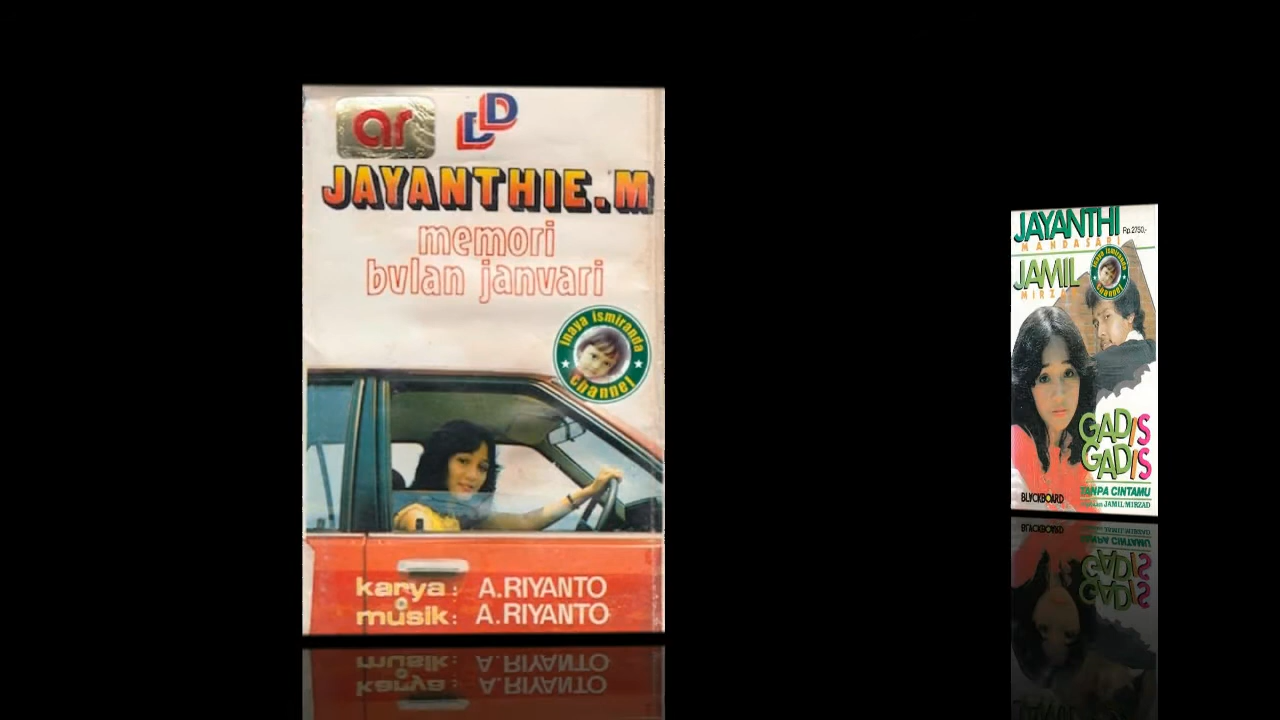 ar LLD
JAYANTHIE.M
memori
bvlan janvari
inaya ismiranda
channel
karya : A.RIYANTO
musik : A.RIYANTO
JAYANTHI
Rp.2750,-
MANDASARI
JAMIL
inaya ismiranda
channel
GADIS
GADIS
TANPA CINTAMU
JAMIL MIRZAD
BLACKBOARD